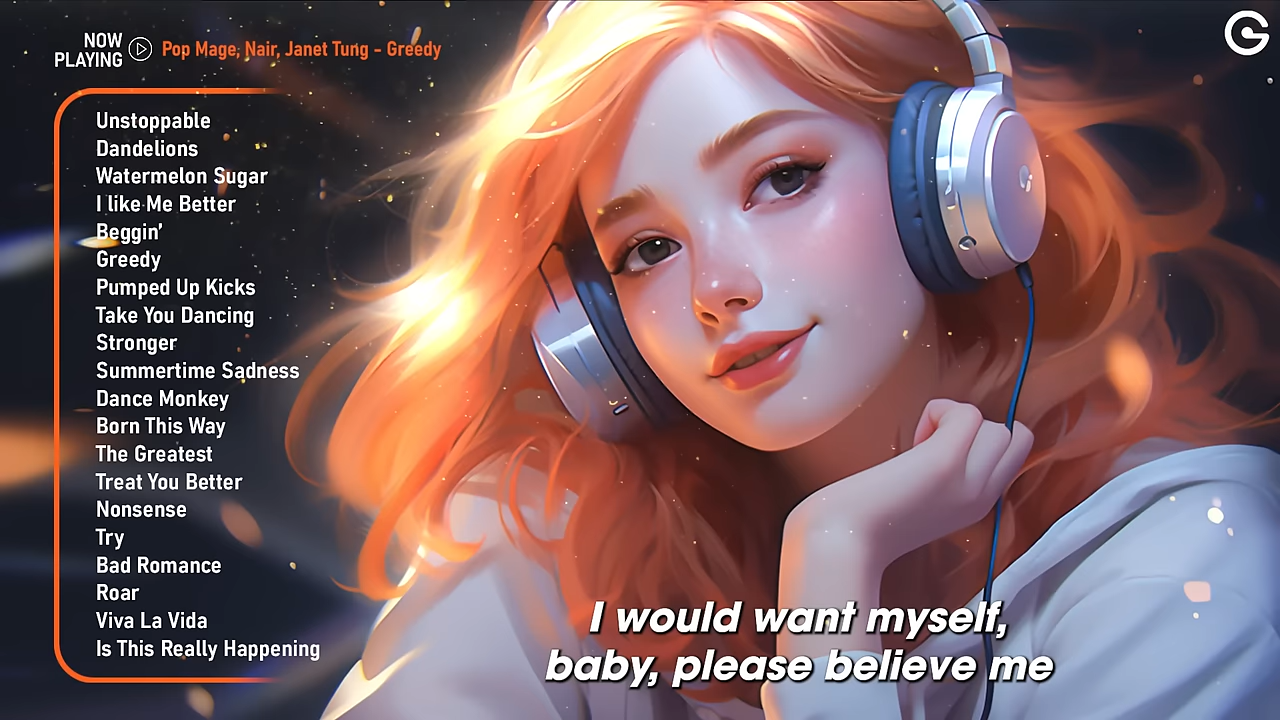 NOW
PLAYING
Pop Mage, Nair, Janet Tung - Greedy
Unstoppable
Dandelions
Watermelon Sugar
I like Me Better
Beggin'
Greedy
Pumped Up Kicks
Take You Dancing
Stronger
Summertime Sadness
Dance Monkey
Born This Way
The Greatest
Treat You Better
Nonsense
Try
Bad Romance
Roar
Viva La Vida
Is This Really Happening
I would want myself,
baby, please believe me